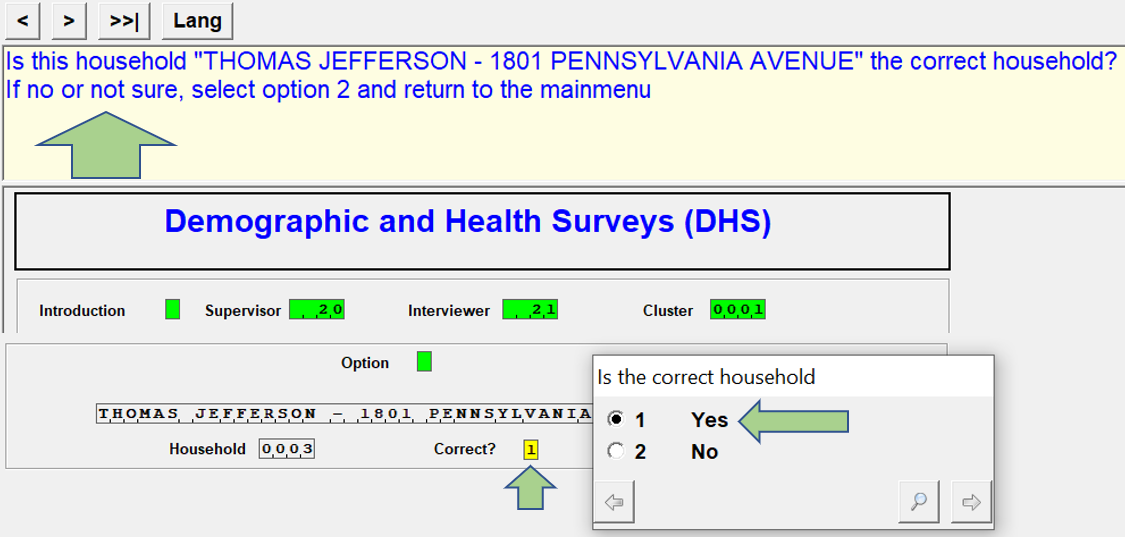 < > >>| Lang
Is this household "THOMAS JEFFERSON - 1801 PENNSYLVANIA AVENUE" the correct household?
If no or not sure, select option 2 and return to the mainmenu
Demographic and Health Surveys (DHS)
Introduction Supervisor 20 Interviewer 21 Cluster 0001
Option
THOMAS JEFFERSON - 1801 PENNSYLVANIA
Household 0003 Correct? 1
Is the correct household
1 Yes
2 No